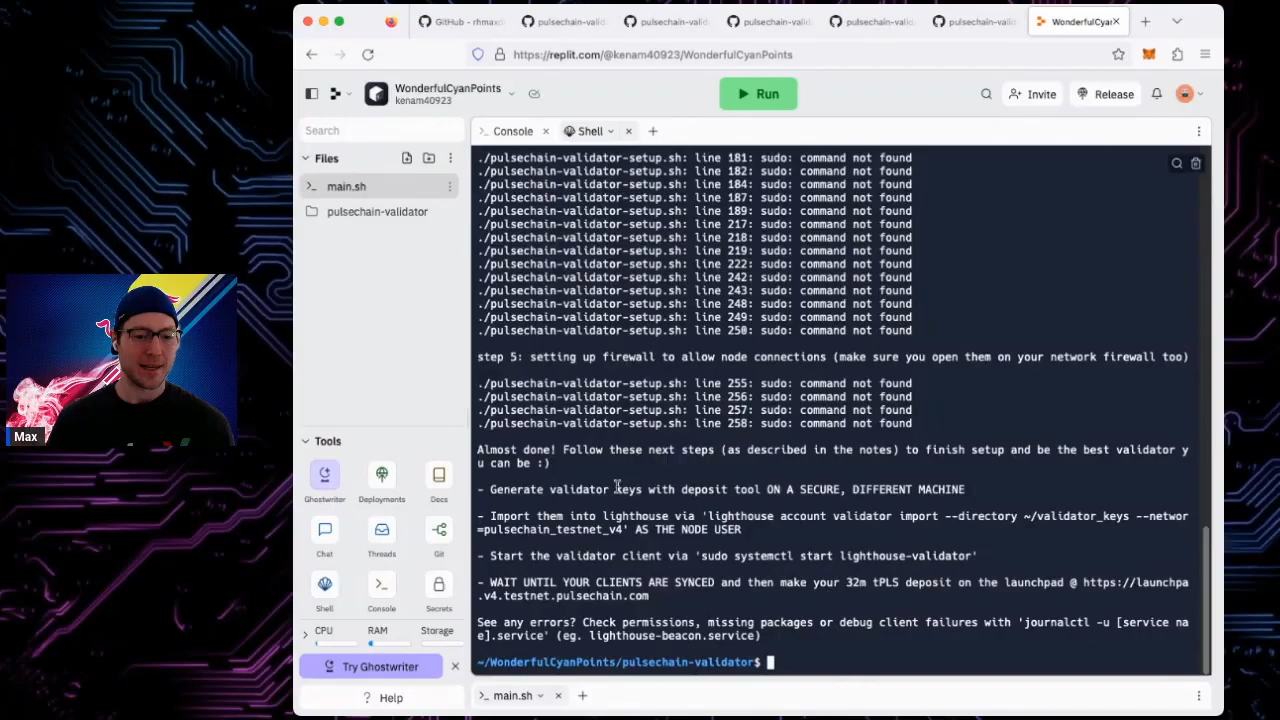 GitHub - rhmaxd
pulsechain-valid
pulsechain-valid
pulsechain-valid
pulsechain-valid
pulsechain-valid
WonderfulCyan
https://replit.com/@kenam40923/WonderfulCyanPoints
WonderfulCyanPoints
kenam40923
Run
Invite
Release
Search
Console
Shell
Files
main.sh
pulsechain-validator
./pulsechain-validator-setup.sh: line 181: sudo: command not found
./pulsechain-validator-setup.sh: line 182: sudo: command not found
./pulsechain-validator-setup.sh: line 184: sudo: command not found
./pulsechain-validator-setup.sh: line 187: sudo: command not found
./pulsechain-validator-setup.sh: line 189: sudo: command not found
./pulsechain-validator-setup.sh: line 217: sudo: command not found
./pulsechain-validator-setup.sh: line 218: sudo: command not found
./pulsechain-validator-setup.sh: line 219: sudo: command not found
./pulsechain-validator-setup.sh: line 222: sudo: command not found
./pulsechain-validator-setup.sh: line 242: sudo: command not found
./pulsechain-validator-setup.sh: line 243: sudo: command not found
./pulsechain-validator-setup.sh: line 248: sudo: command not found
./pulsechain-validator-setup.sh: line 249: sudo: command not found
./pulsechain-validator-setup.sh: line 250: sudo: command not found
step 5: setting up firewall to allow node connections (make sure you open them on your network firewall too)
./pulsechain-validator-setup.sh: line 255: sudo: command not found
./pulsechain-validator-setup.sh: line 256: sudo: command not found
./pulsechain-validator-setup.sh: line 257: sudo: command not found
./pulsechain-validator-setup.sh: line 258: sudo: command not found
Almost done! Follow these next steps (as described in the notes) to finish setup and be the best validator y
u can be :)
- Generate validator keys with deposit tool ON A SECURE, DIFFERENT MACHINE
- Import them into lighthouse via 'lighthouse account validator import --directory ~/validator_keys --networ
=pulsechain_testnet_v4' AS THE NODE USER
- Start the validator client via 'sudo systemctl start lighthouse-validator'
- WAIT UNTIL YOUR CLIENTS ARE SYNCED and then make your 32m tPLS deposit on the launchpad @ https://launchpa
.v4.testnet.pulsechain.com
See any errors? Check permissions, missing packages or debug client failures with 'journalctl -u [service na
e].service' (eg. lighthouse-beacon.service)
~/WonderfulCyanPoints/pulsechain-validator$
Tools
Ghostwriter
Deployments
Docs
Chat
Threads
Git
Shell
Console
Secrets
CPU
RAM
Storage
Try Ghostwriter
Help
main.sh
Max